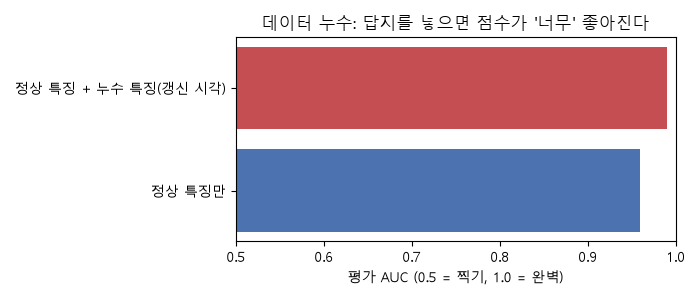 데이터 누수: 답지를 넣으면 점수가 '너무' 좋아진다
정상 특징 + 누수 특징(갱신 시각)
정상 특징만
0.5 0.6 0.7 0.8 0.9 1.0
평가 AUC (0.5 = 찍기, 1.0 = 완벽)